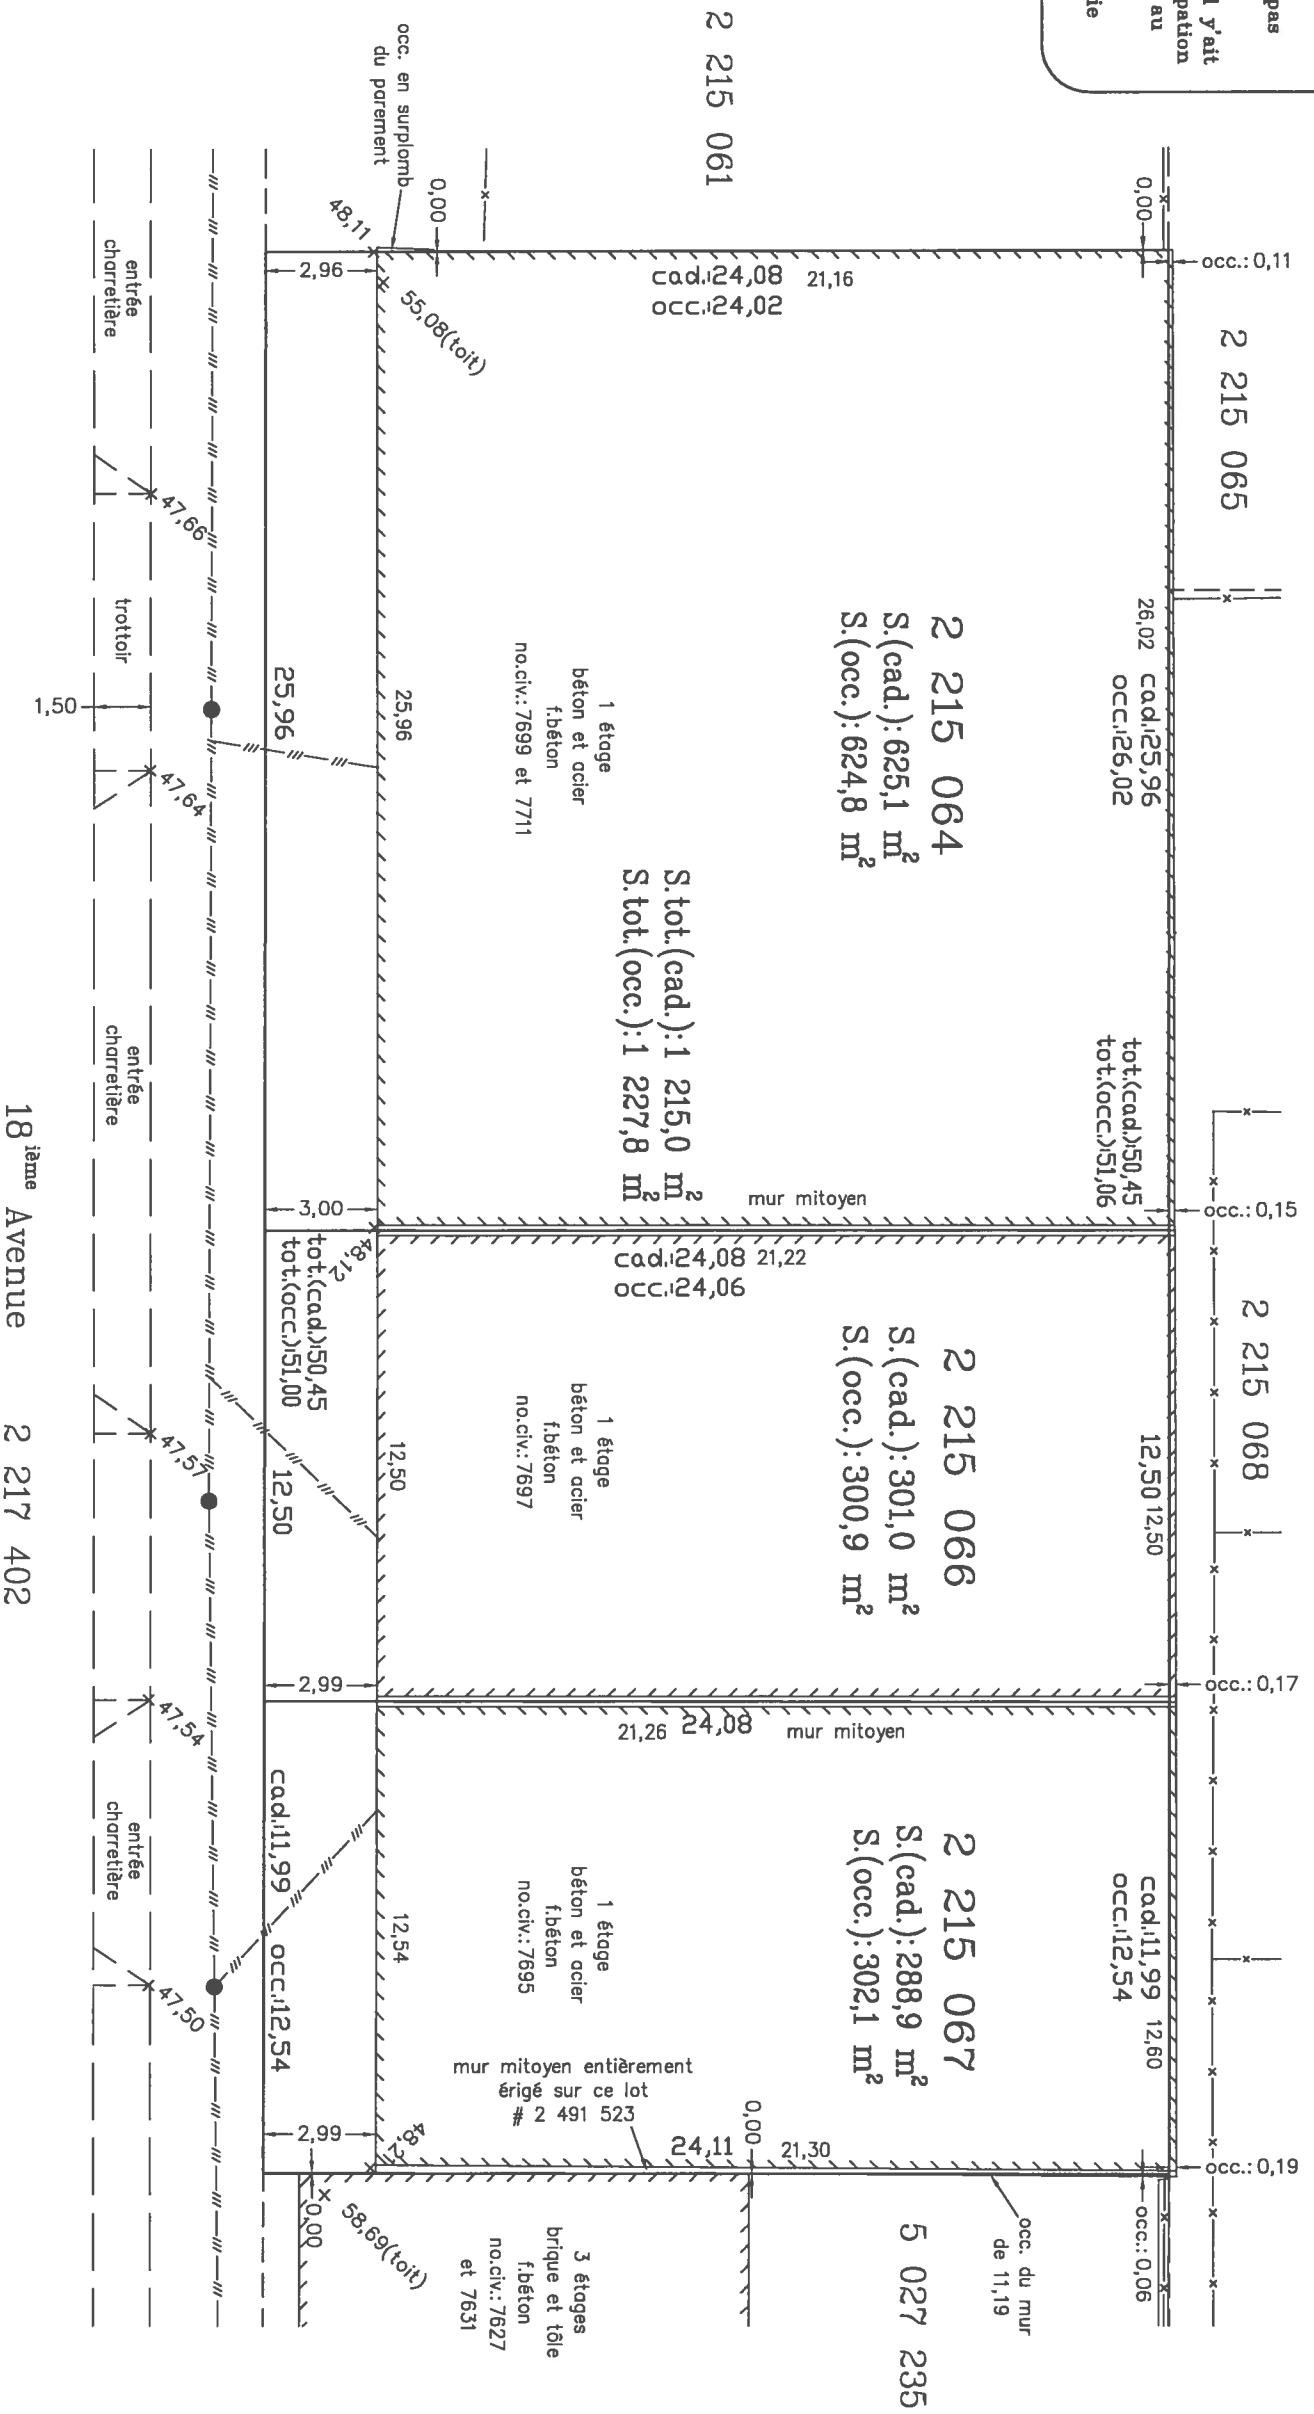 pas
l y'ait
pation
au
ie
2 215 061
occ. en surplomb
du parement
0,00
0,00
occ.: 0,11
2 215 065
48,11
2,96
55,08(toit)
cad.:24,08 21,16
occ.:24,02
26,02 cad.:25,96
occ.:26,02
2 215 064
S.(cad.):625,1 m²
S.(occ.):624,8 m²
1 étage
béton et acier
f.béton
no.civ.: 7699 et 7711
S.tot.(cad.):1 215,0 m²
S.tot.(occ.):1 227,8 m²
tot.(cad.):50,45
tot.(occ.):51,06
occ.: 0,15
mur mitoyen
25,96
25,96
3,00
48,12
tot.(cad.):50,45
tot.(occ.):51,00
cad.:24,08 21,22
occ.:24,06
2 215 068
12,50 12,50
2 215 066
S.(cad.):301,0 m²
S.(occ.):300,9 m²
1 étage
béton et acier
f.béton
no.civ.: 7697
12,50
12,50
occ.: 0,17
2,99
21,26 24,08 mur mitoyen
cad.:11,99 12,60
occ.:12,54
2 215 067
S.(cad.):288,9 m²
S.(occ.):302,1 m²
1 étage
béton et acier
f.béton
no.civ.: 7695
12,54
cad.:11,99 occ.:12,54
mur mitoyen entièrement
érigé sur ce lot
# 2 491 523
2,99
48,21
24,11
0,00
21,30
occ.: 0,19
occ.: 0,06
occ. du mur
de 11,19
5 027 235
0,00
58,69(toit)
3 étages
brique et tôle
f.béton
no.civ.: 7627
et 7631
entrée
charretière
47,66
trottoir
1,50
47,64
entrée
charretière
47,57
47,54
entrée
charretière
47,50
18ième Avenue 2 217 402